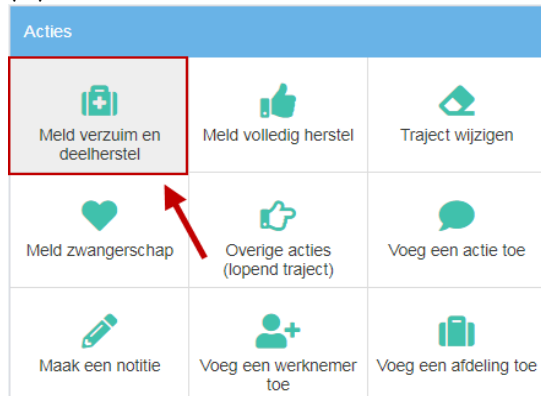 Acties
Meld verzuim en
deelherstel
Meld volledig herstel
Traject wijzigen
Meld zwangerschap
Overige acties
(lopend traject)
Voeg een actie toe
Maak een notitie
Voeg een werknemer
toe
Voeg een afdeling toe